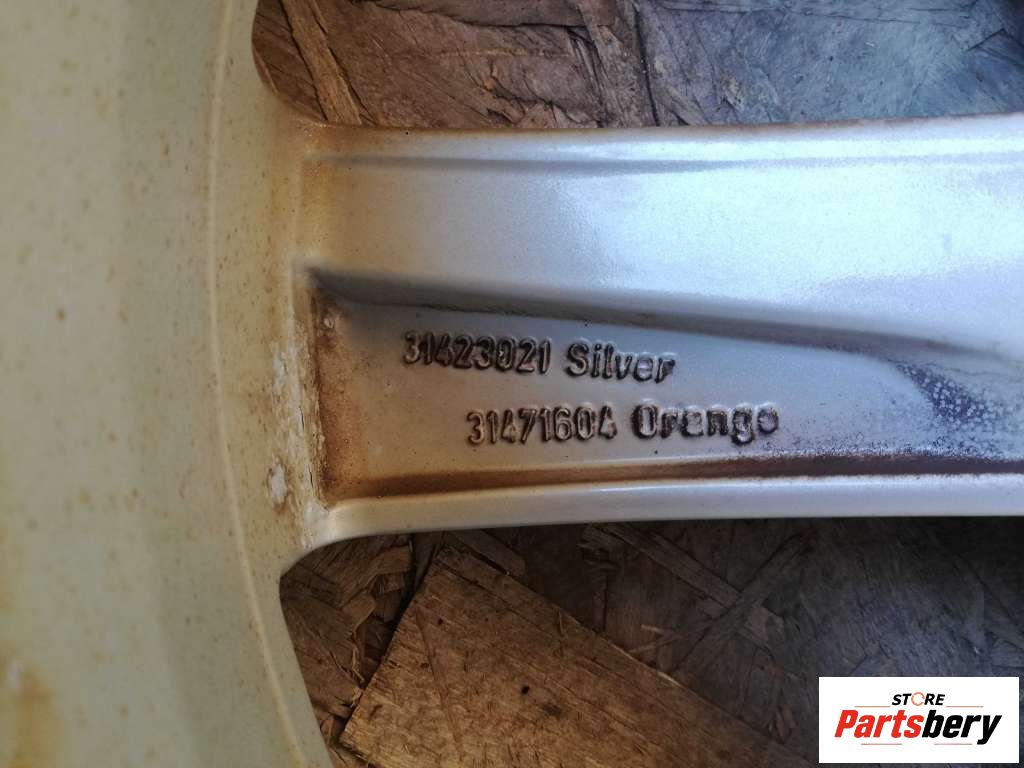 31423021 Silver
31471604 Orange
STORE
Partsbery